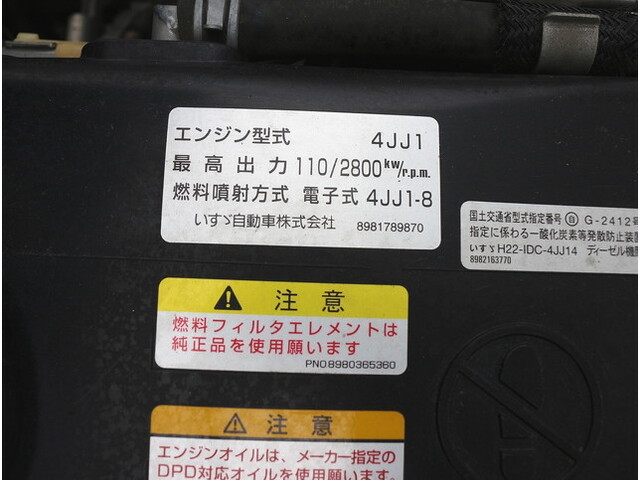 エンジン型式 4JJ1
最高出力 110/2800kw/r.p.m.
燃料噴射方式 電子式 4JJ1-8
いすゞ自動車株式会社 8981789870
国土交通省型式指定番号 自 G-2412
指定に係わる一酸化炭素等発散防止装置
いすゞH22-IDC-4JJ14 ディーゼル機関
8982163770
注意
燃料フィルタエレメントは
純正品を使用願います
PNO8980365360
注意
エンジンオイルは、メーカー指定の
DPD対応オイルを使用願います。